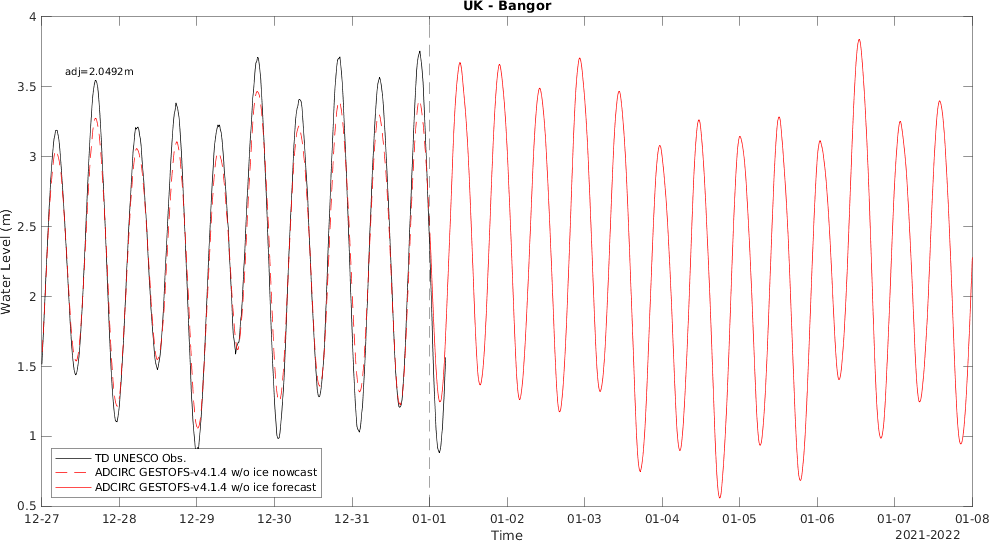 UK - Bangor
adj=2.0492m
4
3.5
3
2.5
2
1.5
1
0.5
Water Level (m)
TD UNESCO Obs.
ADCIRC GESTOFS-v4.1.4 w/o ice nowcast
ADCIRC GESTOFS-v4.1.4 w/o ice forecast
12-27 12-28 12-29 12-30 12-31 01-01 01-02 01-03 01-04 01-05 01-06 01-07 01-08
Time
2021-2022